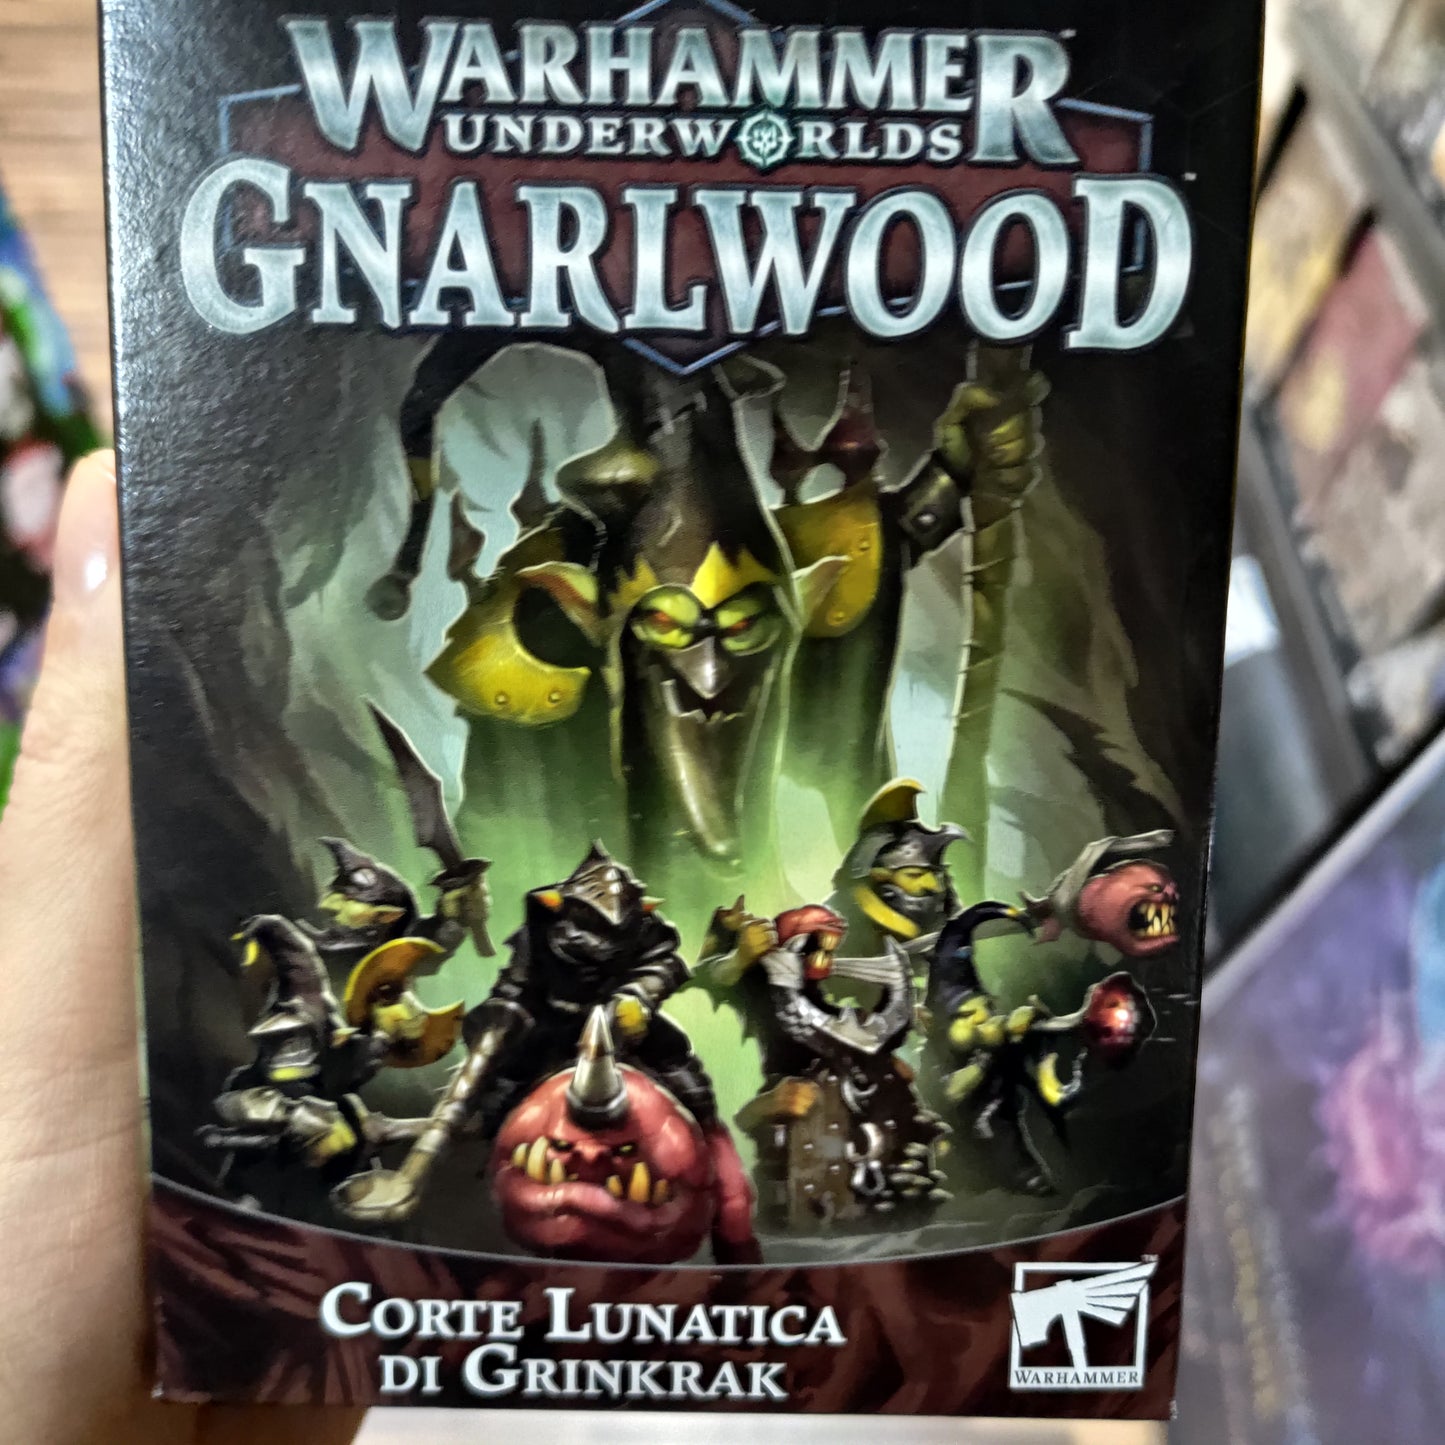 WARHAMMER
UNDERWORLDS
GNARLWOOD
CORTE LUNATICA
DI GRINKRAK
WARHAMMER